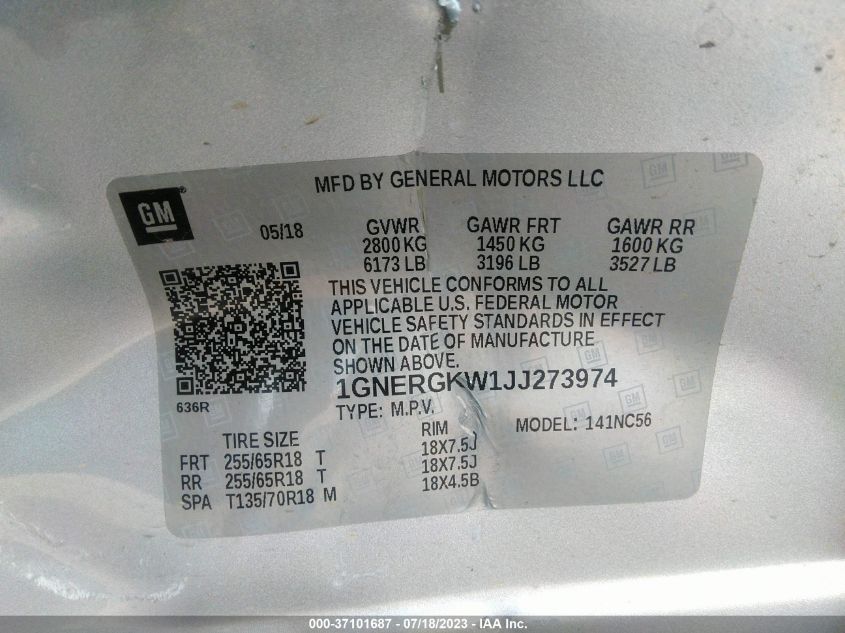 MFD BY GENERAL MOTORS LLC
GM
05/18
GVWR GAWR FRT GAWR RR
2800 KG 1450 KG 1600 KG
6173 LB 3196 LB 3527 LB
THIS VEHICLE CONFORMS TO ALL
APPLICABLE U.S. FEDERAL MOTOR
VEHICLE SAFETY STANDARDS IN EFFECT
ON THE DATE OF MANUFACTURE
SHOWN ABOVE.
1GNERGKW1JJ273974
636R
TYPE: M.P.V.
MODEL: 141NC56
TIRE SIZE RIM
FRT 255/65R18 T 18X7.5J
RR 255/65R18 T 18X7.5J
SPA T135/70R18 M 18X4.5B
000-37101687 - 07/18/2023 - WWW.IAAI.COM